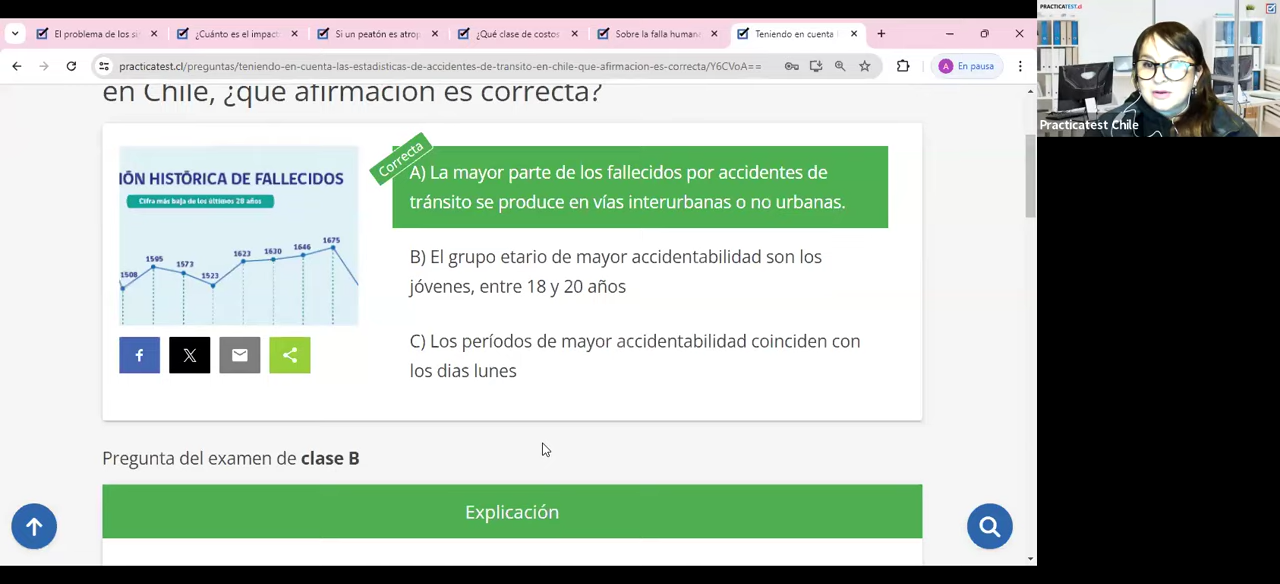 El problema de los si
¿Cuánto es el impact
Si un peatón es atrop
¿Qué clase de costos
Sobre la falla human
Teniendo en cuenta
practicatest.cl/preguntas/teniendo-en-cuenta-las-estadisticas-de-accidentes-de-transito-en-chile-que-afirmacion-es-correcta/Y6CVoA==
A
En pausa
PRACTICATEST.cl
Practicatest Chile
en Chile, ¿qué afirmación es correcta?
IÓN HISTÓRICA DE FALLECIDOS
Cifra más baja de los últimos 20 años
1508
1595
1573
1523
1623
1630
1646
1675
Correcta
A) La mayor parte de los fallecidos por accidentes de
tránsito se produce en vías interurbanas o no urbanas.
B) El grupo etario de mayor accidentabilidad son los
jóvenes, entre 18 y 20 años
C) Los períodos de mayor accidentabilidad coinciden con
los dias lunes
Pregunta del examen de clase B
Explicación